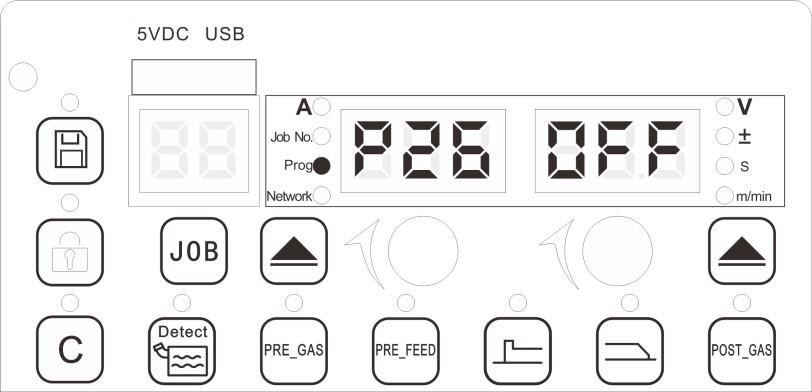 5VDC USB
A
V
Job No.
±
Prog
S
Network
m/min
P26 OFF
JOB
C
Detect
PRE_GAS
PRE_FEED
POST_GAS